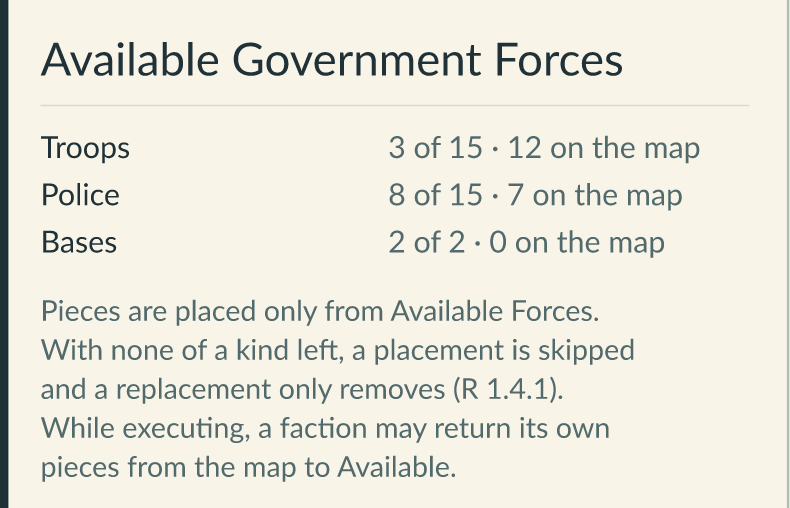 Available Government Forces
Troops 3 of 15 · 12 on the map
Police 8 of 15 · 7 on the map
Bases 2 of 2 · 0 on the map
Pieces are placed only from Available Forces.
With none of a kind left, a placement is skipped
and a replacement only removes (R 1.4.1).
While executing, a faction may return its own
pieces from the map to Available.